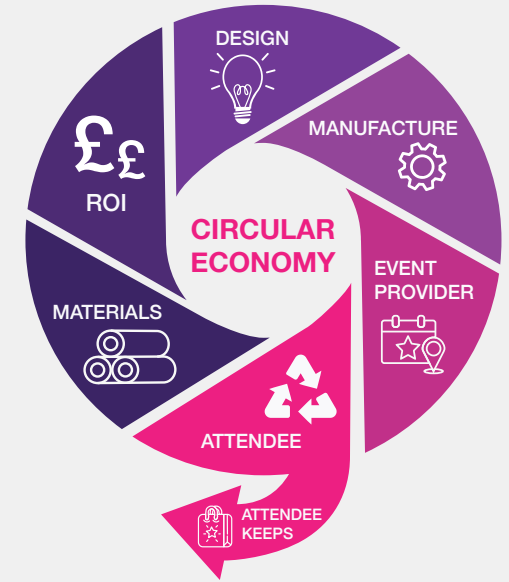 DESIGN
MANUFACTURE
££
ROI
CIRCULAR
ECONOMY
EVENT
PROVIDER
MATERIALS
ATTENDEE
ATTENDEE
KEEPS